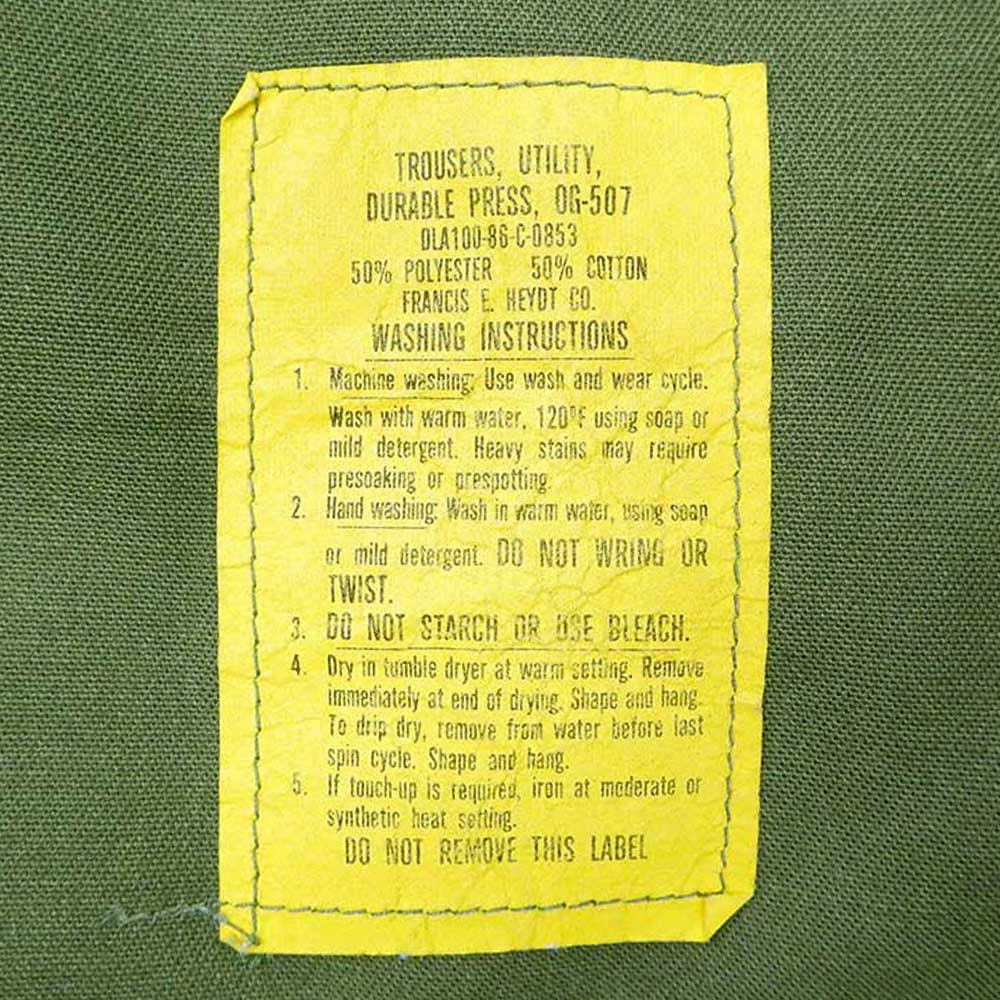 TROUSERS, UTILITY,
DURABLE PRESS, OG-507
DLA100-86-C-0853
50% POLYESTER 50% COTTON
FRANCIS E. HEYDT CO.
WASHING INSTRUCTIONS
1. Machine washing: Use wash and wear cycle.
Wash with warm water, 120°F using soap or
mild detergent. Heavy stains may require
presoaking or prespotting.
2. Hand washing: Wash in warm water, using soap
or mild detergent. DO NOT WRING OR
TWIST.
3. DO NOT STARCH OR USE BLEACH.
4. Dry in tumble dryer at warm setting. Remove
immediately at end of drying. Shape and hang.
To drip dry, remove from water before last
spin cycle. Shape and hang.
5. If touch-up is required, iron at moderate or
synthetic heat setting.
DO NOT REMOVE THIS LABEL